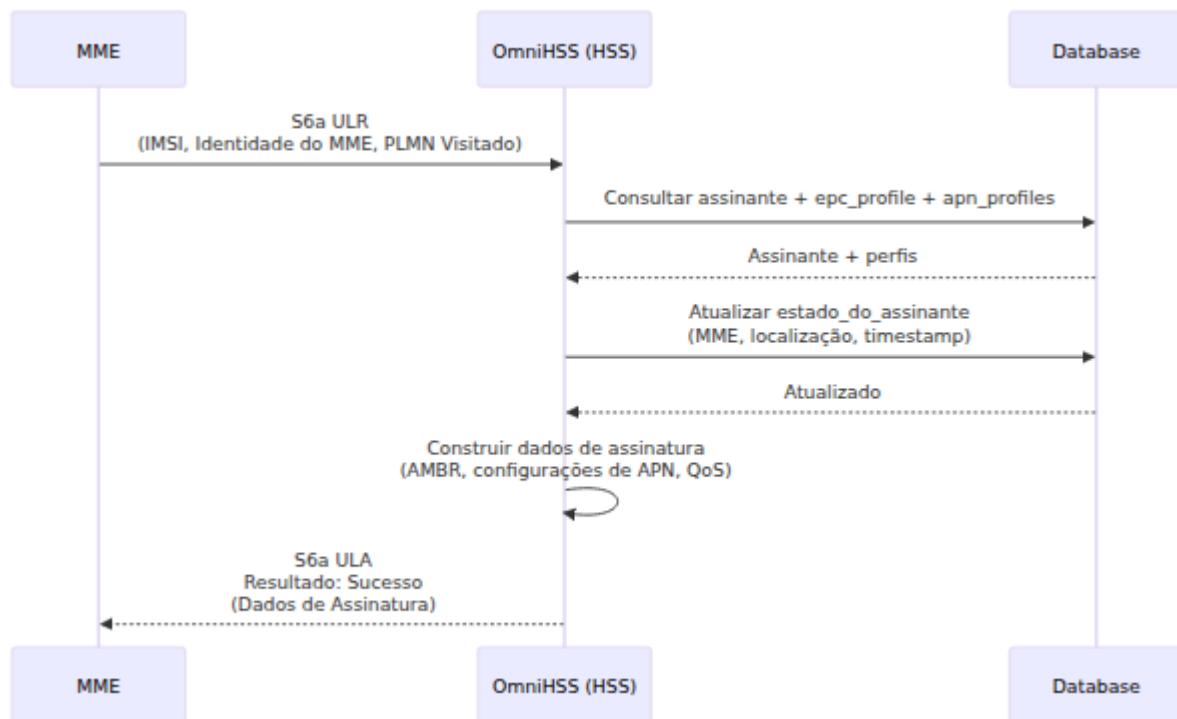 MME
OmniHSS (HSS)
Database
S6a ULR
(IMSI, Identidade do MME, PLMN Visitado)
Consultar assinante + epc_profile + apn_profiles
Assinante + perfis
Atualizar estado_do_assinante
(MME, localização, timestamp)
Atualizado
Construir dados de assinatura
(AMBR, configurações de APN, QoS)
S6a ULA
Resultado: Sucesso
(Dados de Assinatura)
MME
OmniHSS (HSS)
Database